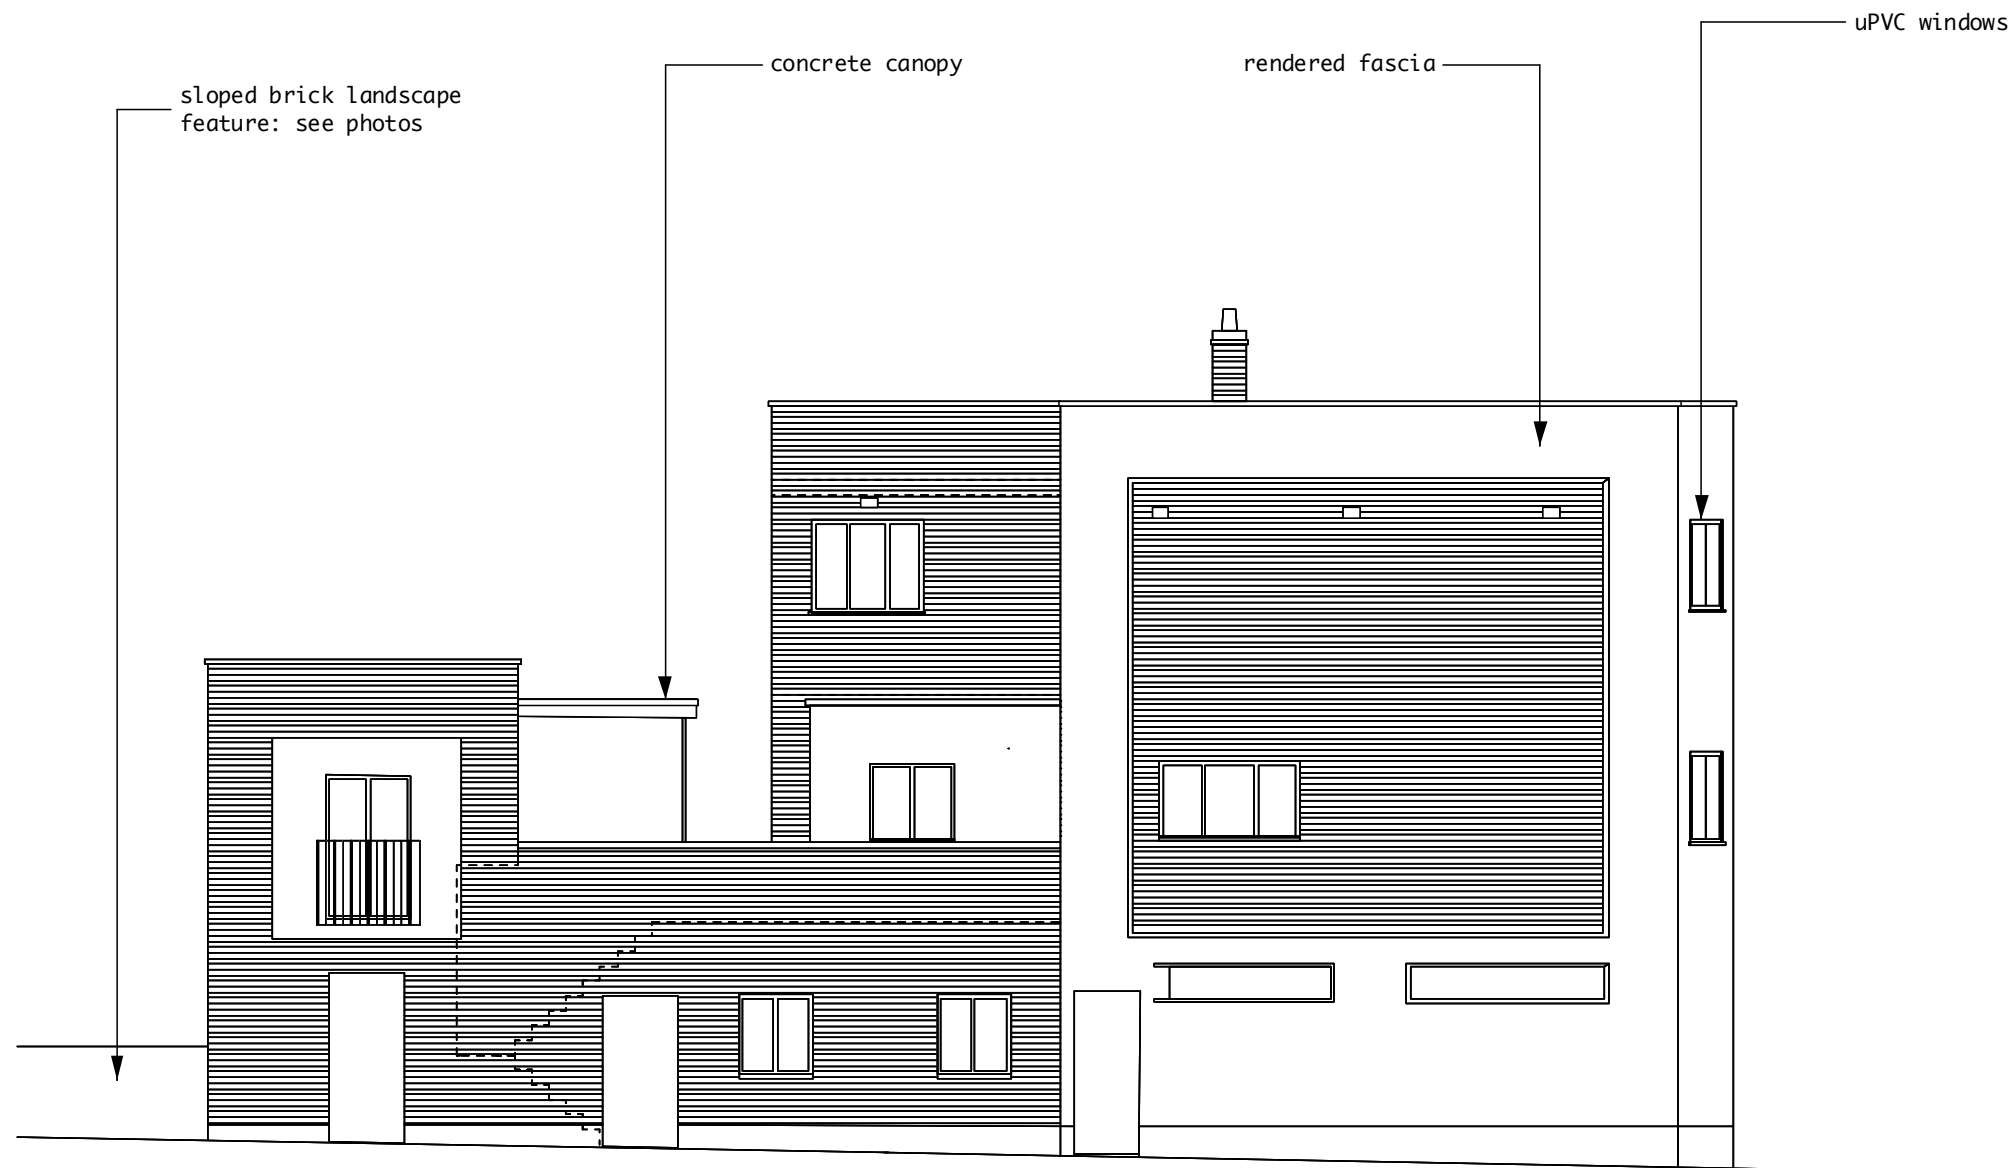 uPVC windows
concrete canopy
rendered fascia
sloped brick landscape
feature: see photos